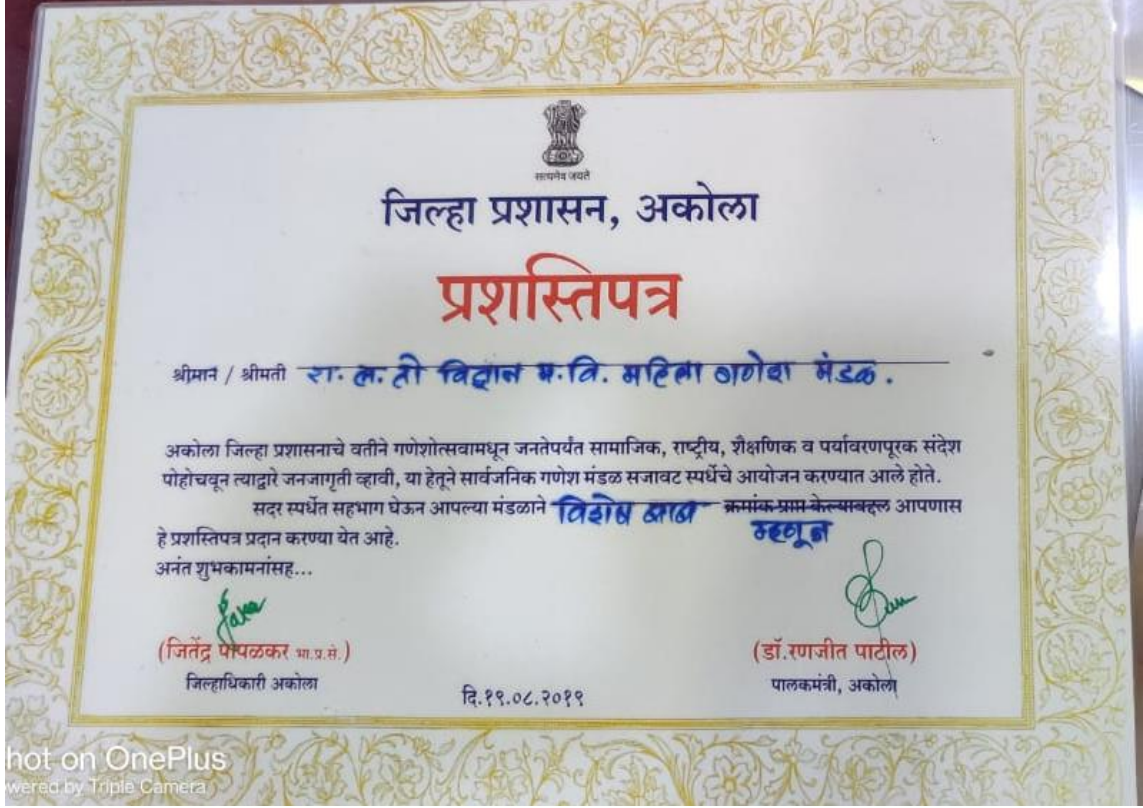 सत्यमेव जयते
जिल्हा प्रशासन, अकोला
प्रशस्तिपत्र
श्रीमान / श्रीमती रा. ल. तो विज्ञान म. वि. महिला गणेश मंडळ.
अकोला जिल्हा प्रशासनाचे वतीने गणेशोत्सवामधून जनतेपर्यंत सामाजिक, राष्ट्रीय, शैक्षणिक व पर्यावरणपूरक संदेश
पोहोचवून त्याद्वारे जनजागृती व्हावी, या हेतूने सार्वजनिक गणेश मंडळ सजावट स्पर्धेचे आयोजन करण्यात आले होते.
सदर स्पर्धेत सहभाग घेऊन आपल्या मंडळाने विशेष बाब क्रमांक प्राप्त केल्याबद्दल आपणास
म्हणून
हे प्रशस्तिपत्र प्रदान करण्या येत आहे.
अनंत शुभकामनांसह...
(जितेंद्र पापळकर भा.प्र.से.)
जिल्हाधिकारी अकोला
दि.१९.०८.२०१९
(डॉ.रणजीत पाटील)
पालकमंत्री, अकोला
hot on OnePlus
wered by Triple Camera